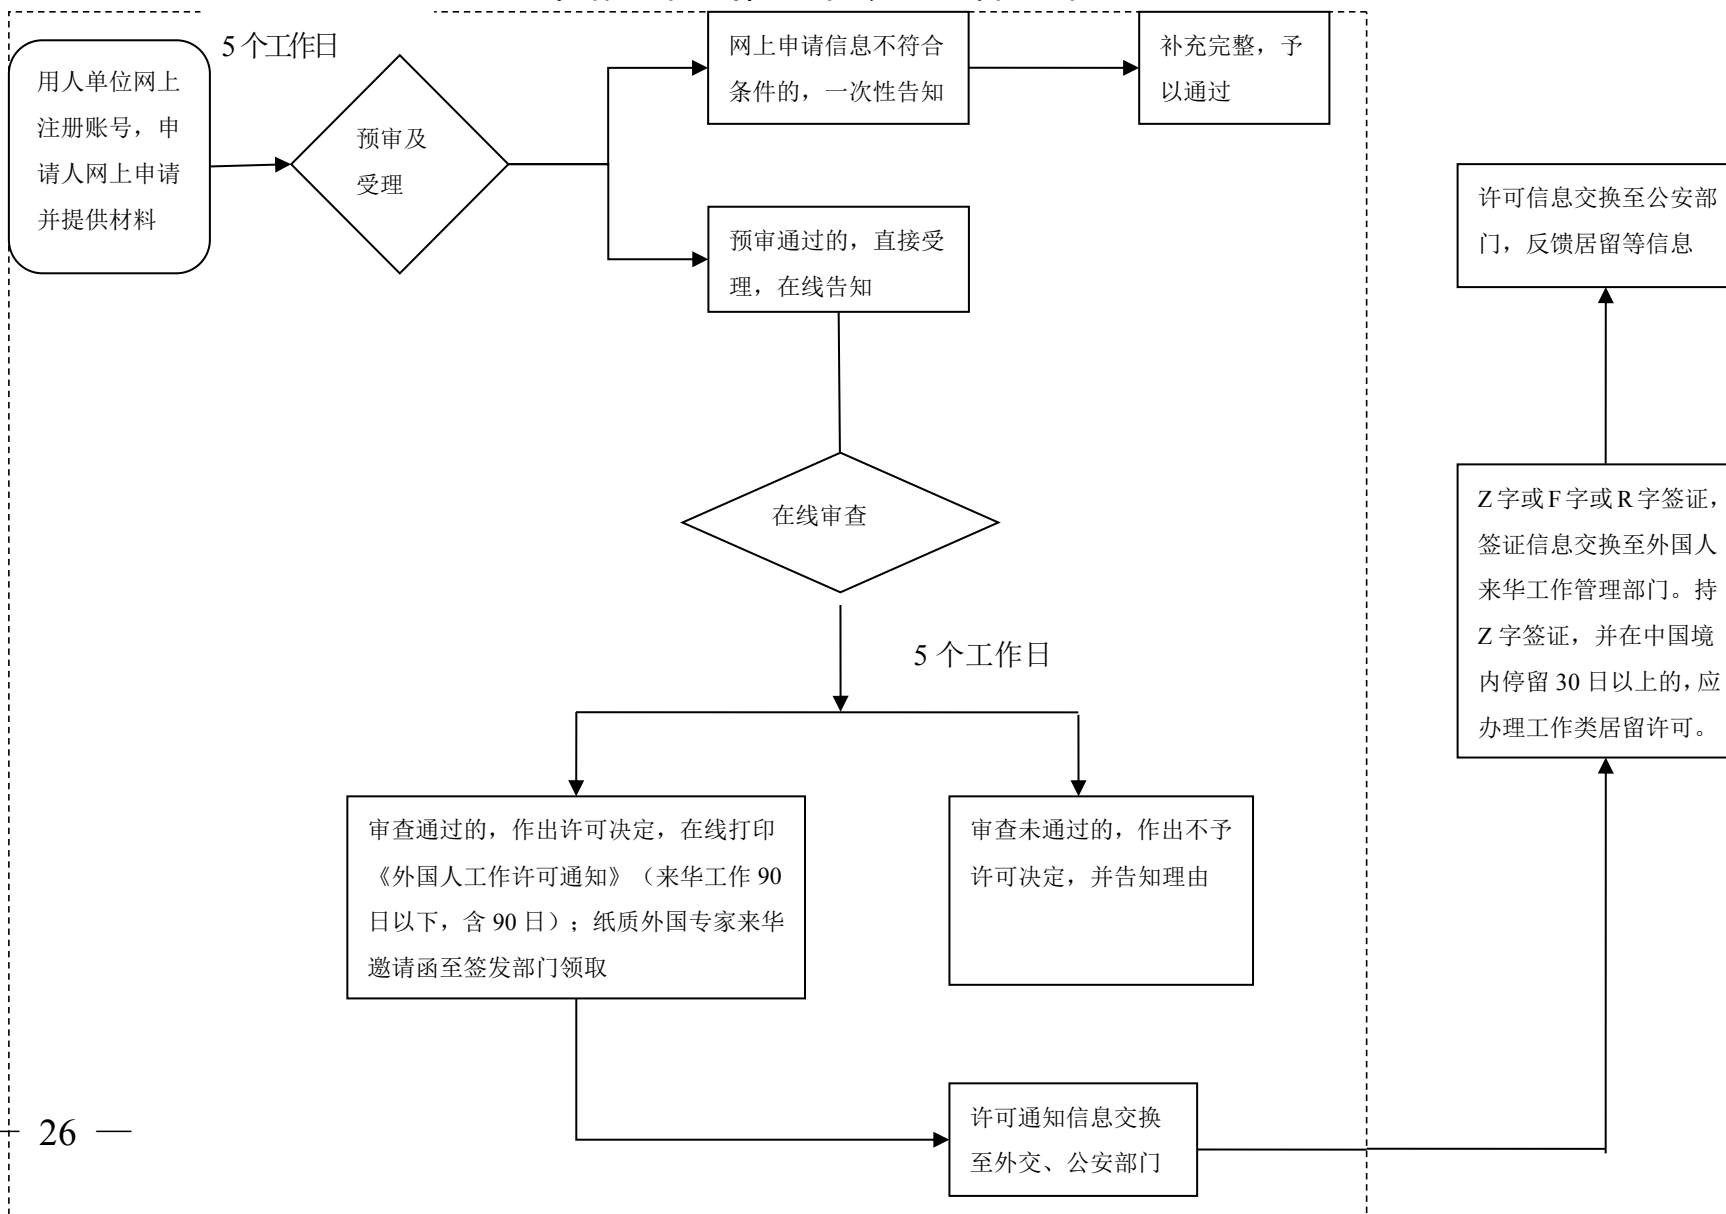 5 个工作日
用人单位网上
注册账号，申
请人网上申请
并提供材料
预审及
受理
网上申请信息不符合
条件的，一次性告知
补充完整，予
以通过
预审通过的，直接受
理，在线告知
许可信息交换至公安部
门，反馈居留等信息
在线审查
5 个工作日
Z 字或 F 字或 R 字签证，
签证信息交换至外国人
来华工作管理部门。持
Z 字签证，并在中国境
内停留 30 日以上的，应
办理工作类居留许可。
审查通过的，作出许可决定，在线打印
《外国人工作许可通知》（来华工作 90
日以下，含 90 日）；纸质外国专家来华
邀请函至签发部门领取
审查未通过的，作出不予
许可决定，并告知理由
许可通知信息交换
至外交、公安部门
— 26 —